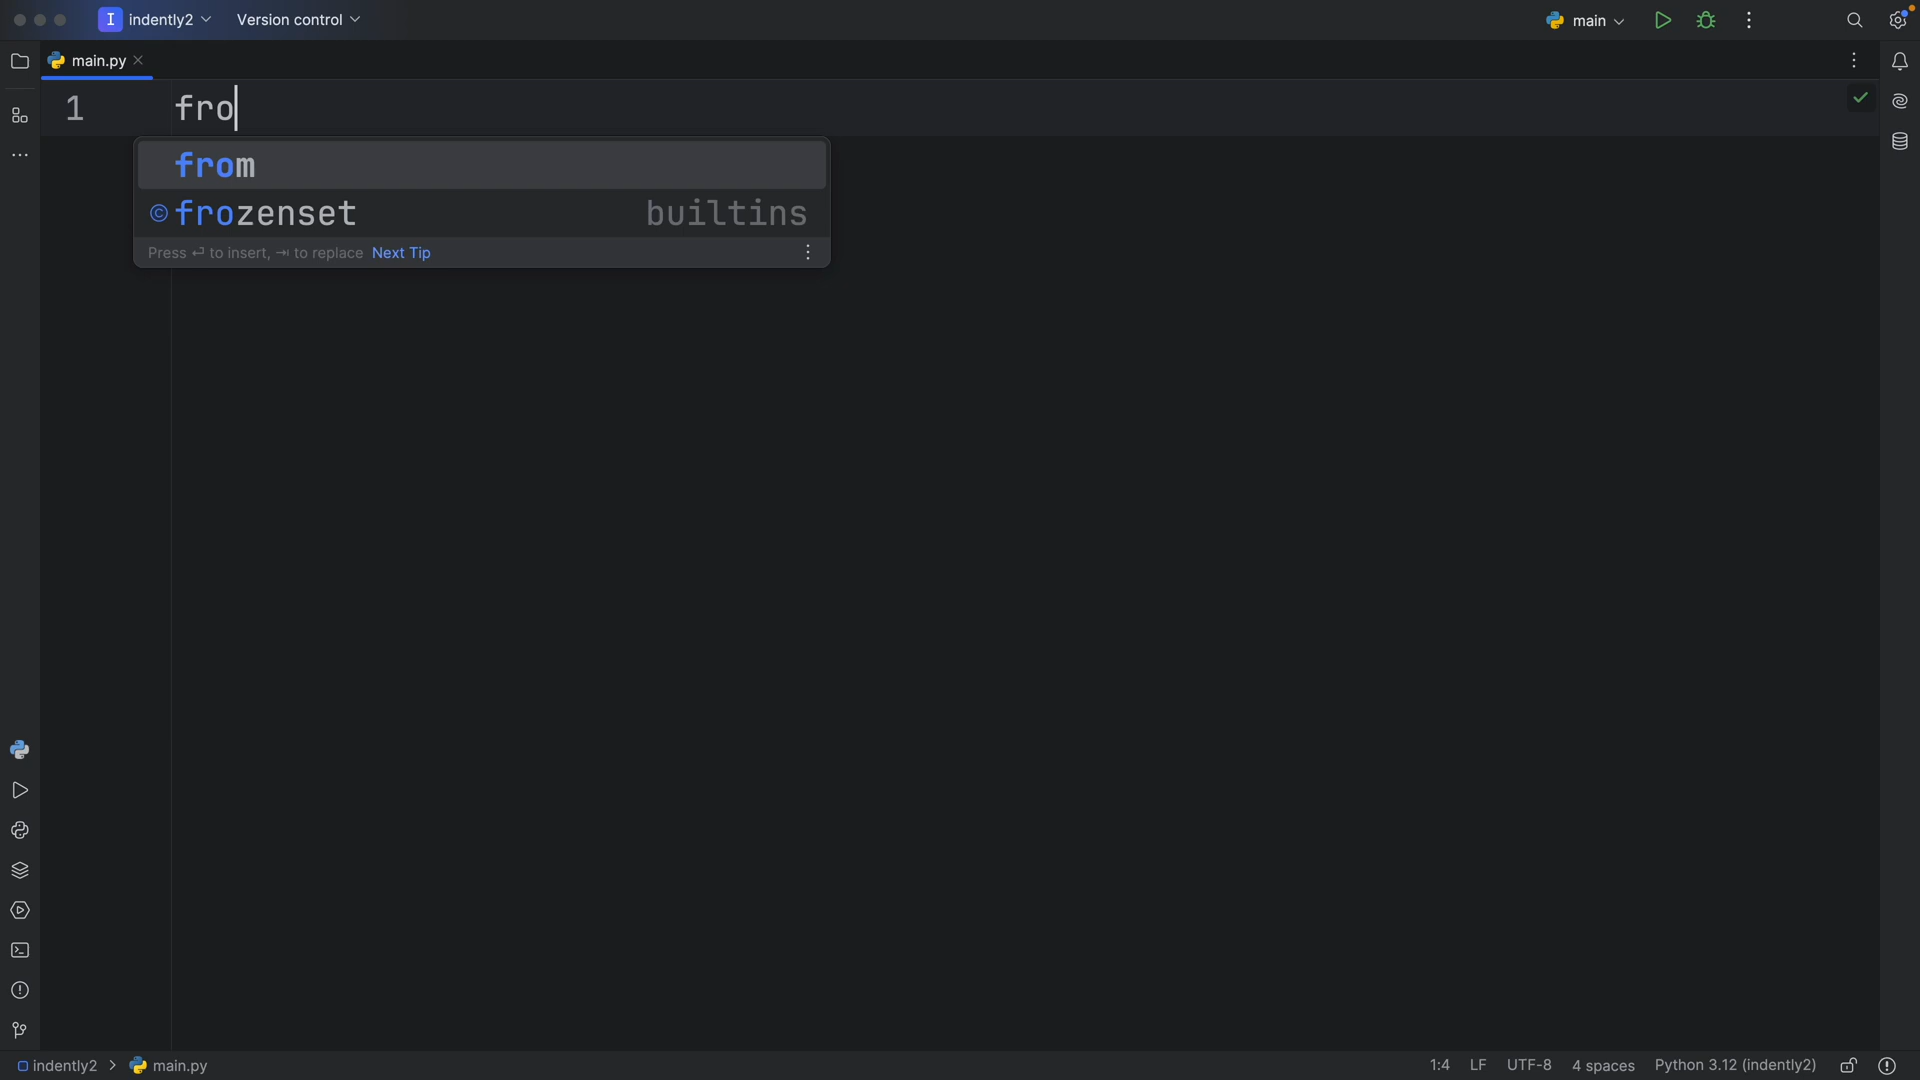 I indently2 Version control main
main.py
1 fro
from
frozenset builtins
Press ⏎ to insert, ⇥ to replace Next Tip
indently2 > main.py 1:4 LF UTF-8 4 spaces Python 3.12 (indently2)